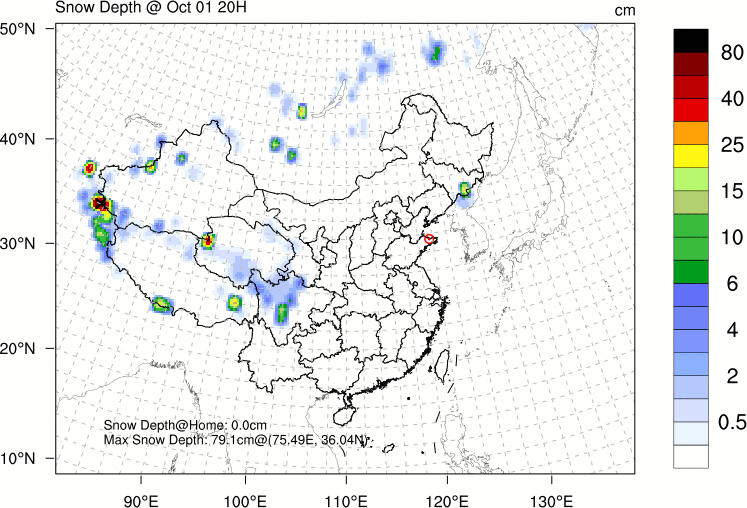 Snow Depth @ Oct 01 20H
cm
50°N
40°N
30°N
20°N
10°N
80
40
25
15
10
6
4
2
0.5
Snow Depth@Home: 0.0cm
Max Snow Depth: 79.1cm@(75.49E, 36.04N)
90°E 100°E 110°E 120°E 130°E